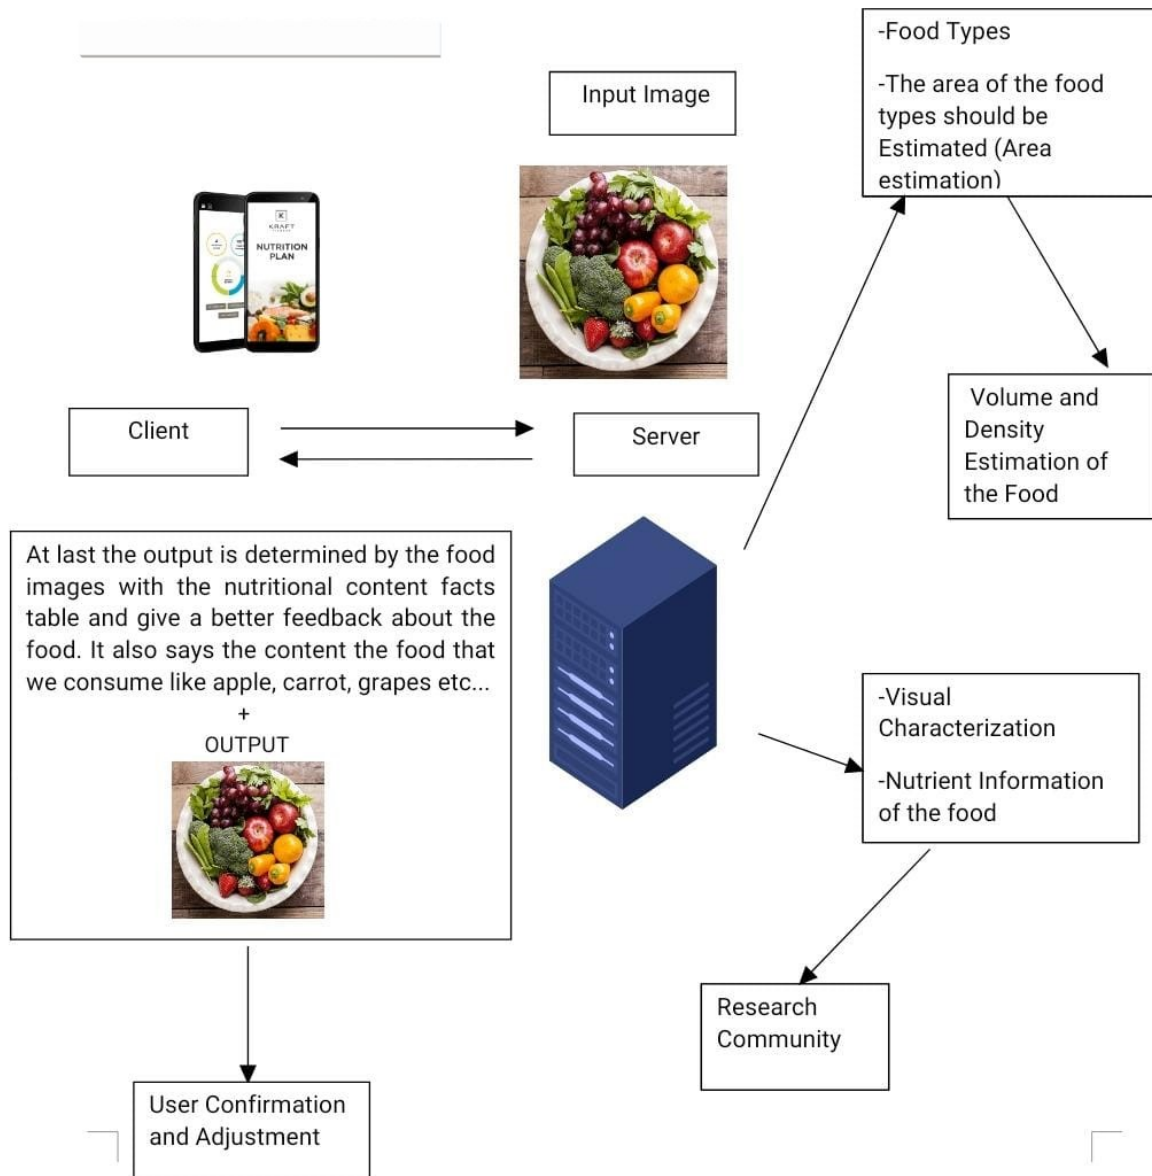 Input Image
-Food Types
-The area of the food
types should be
Estimated (Area
estimation)
KRAFT
NUTRITION
PLAN
Volume and
Density
Estimation of
the Food
Client
Server
At last the output is determined by the food
images with the nutritional content facts
table and give a better feedback about the
food. It also says the content the food that
we consume like apple, carrot, grapes etc...
+
OUTPUT
-Visual
Characterization
-Nutrient Information
of the food
Research
Community
User Confirmation
and Adjustment